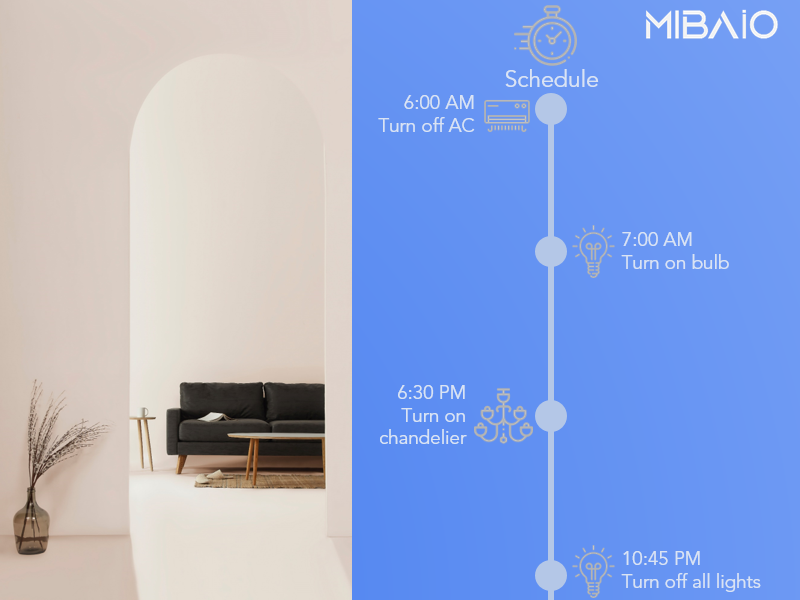 MIBAIO
Schedule
6:00 AM
Turn off AC
7:00 AM
Turn on bulb
6:30 PM
Turn on
chandelier
10:45 PM
Turn off all lights